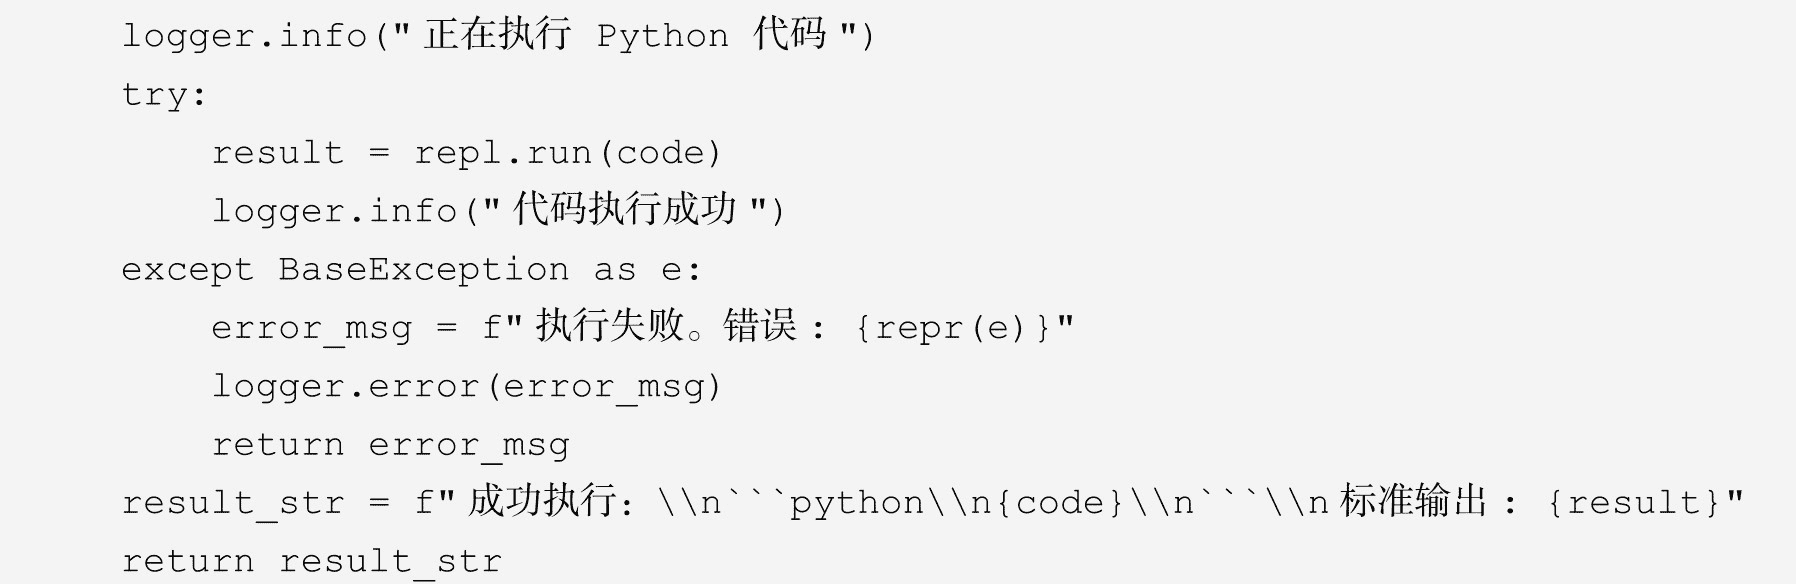 logger.info("正在执行 Python 代码")
try:
    result = repl.run(code)
    logger.info("代码执行成功")
except BaseException as e:
    error_msg = f"执行失败。错误: {repr(e)}"
    logger.error(error_msg)
    return error_msg
result_str = f"成功执行：\\n```python\\n{code}\\n```\\n标准输出: {result}"
return result_str